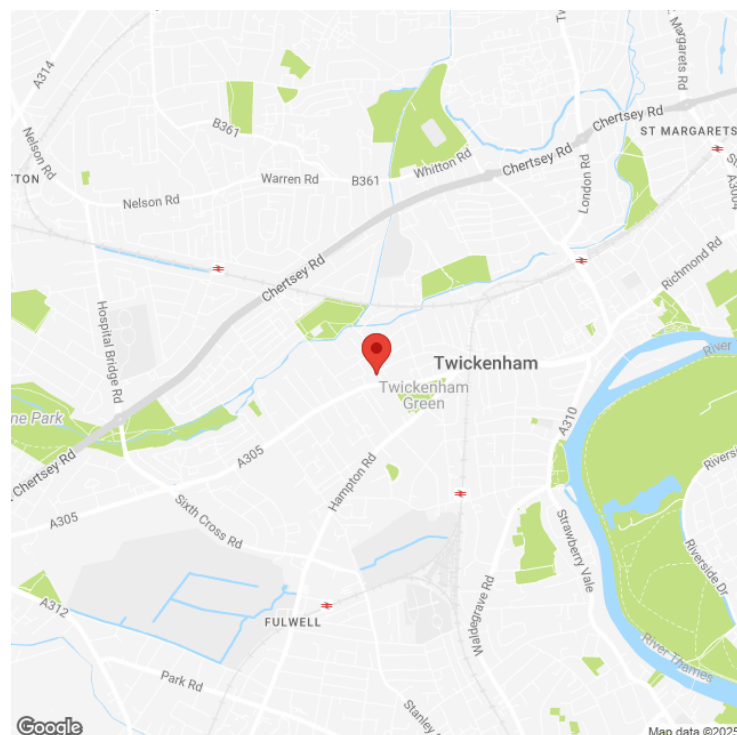 A314
Nelson Rd
B361
Warren Rd
B361
Whitton Rd
Chertsey Rd
Chertsey Rd
London Rd
Margarets Rd
ST MARGARETS
A3004
TTON
Nelson Rd
Chertsey Rd
Richmond Rd
Hospital Bridge Rd
Twickenham
Twickenham
Green
River
A310
ne Park
Chertsey Rd
A305
Hampton Rd
A305
Sixth Cross Rd
Strawberry Vale
Waldegrave Rd
Riverside
Riverside Dr
A312
FULWELL
Park Rd
River Thames
Stanley
Google
Map data ©2025